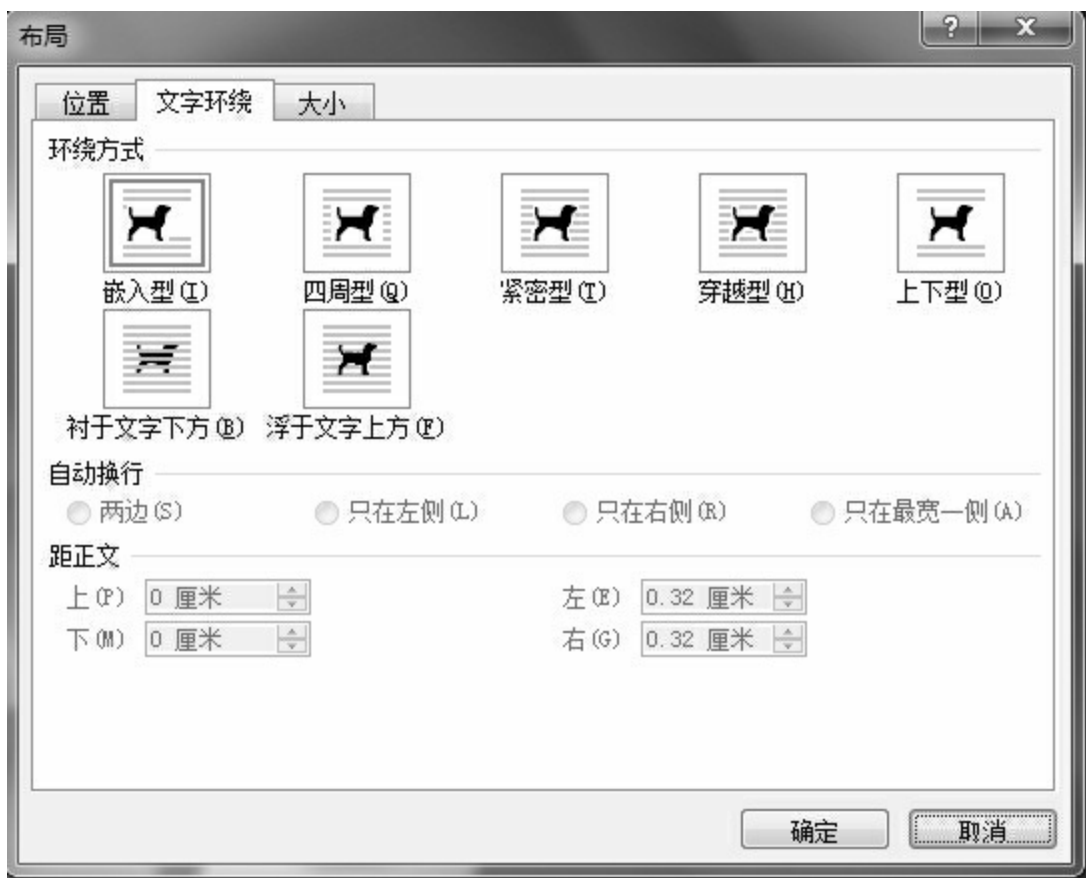 布局
位置 文字环绕 大小
环绕方式
嵌入型(I) 四周型(Q) 紧密型(T) 穿越型(H) 上下型(O)
衬于文字下方(B) 浮于文字上方(F)
自动换行
两边(S) 只在左侧(L) 只在右侧(R) 只在最宽一侧(A)
距正文
上(P) 0 厘米 左(E) 0.32 厘米
下(M) 0 厘米 右(G) 0.32 厘米
确定 取消